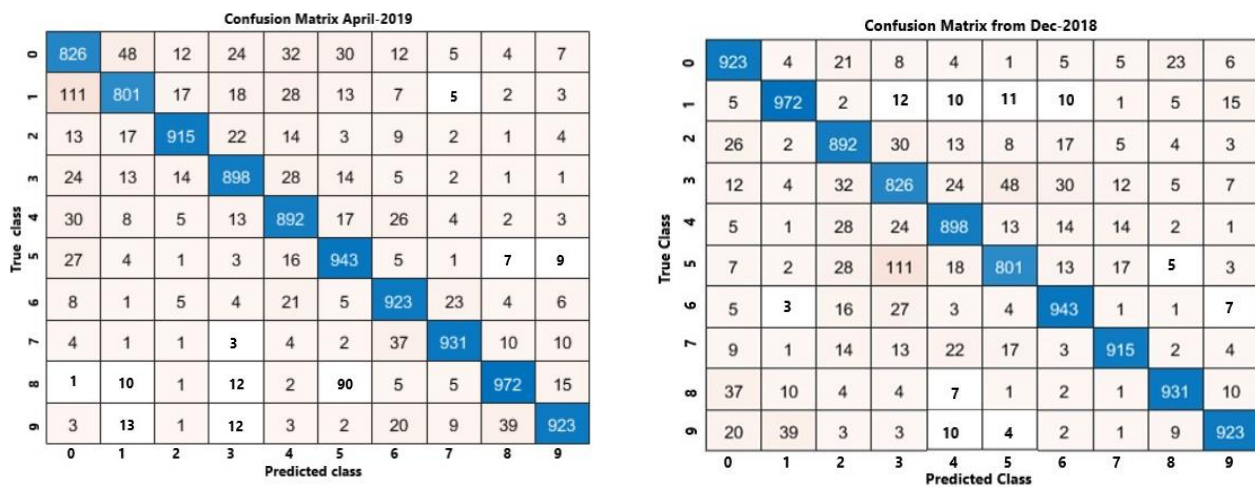 Confusion Matrix April-2019
0 826 48 12 24 32 30 12 5 4 7
1 111 801 17 18 28 13 7 5 2 3
2 13 17 915 22 14 3 9 2 1 4
3 24 13 14 898 28 14 5 2 1 1
4 30 8 5 13 892 17 26 4 2 3
5 27 4 1 3 16 943 5 1 7 9
6 8 1 5 4 21 5 923 23 4 6
7 4 1 1 3 4 2 37 931 10 10
8 1 10 1 12 2 90 5 5 972 15
9 3 13 1 12 3 2 20 9 39 923
0 1 2 3 4 5 6 7 8 9
True class
Predicted class
Confusion Matrix from Dec-2018
0 923 4 21 8 4 1 5 5 23 6
1 5 972 2 12 10 11 10 1 5 15
2 26 2 892 30 13 8 17 5 4 3
3 12 4 32 826 24 48 30 12 5 7
4 5 1 28 24 898 13 14 14 2 1
5 7 2 28 111 18 801 13 17 5 3
6 5 3 16 27 3 4 943 1 1 7
7 9 1 14 13 22 17 3 915 2 4
8 37 10 4 4 7 1 2 1 931 10
9 20 39 3 3 10 4 2 1 9 923
0 1 2 3 4 5 6 7 8 9
True Class
Predicted Class